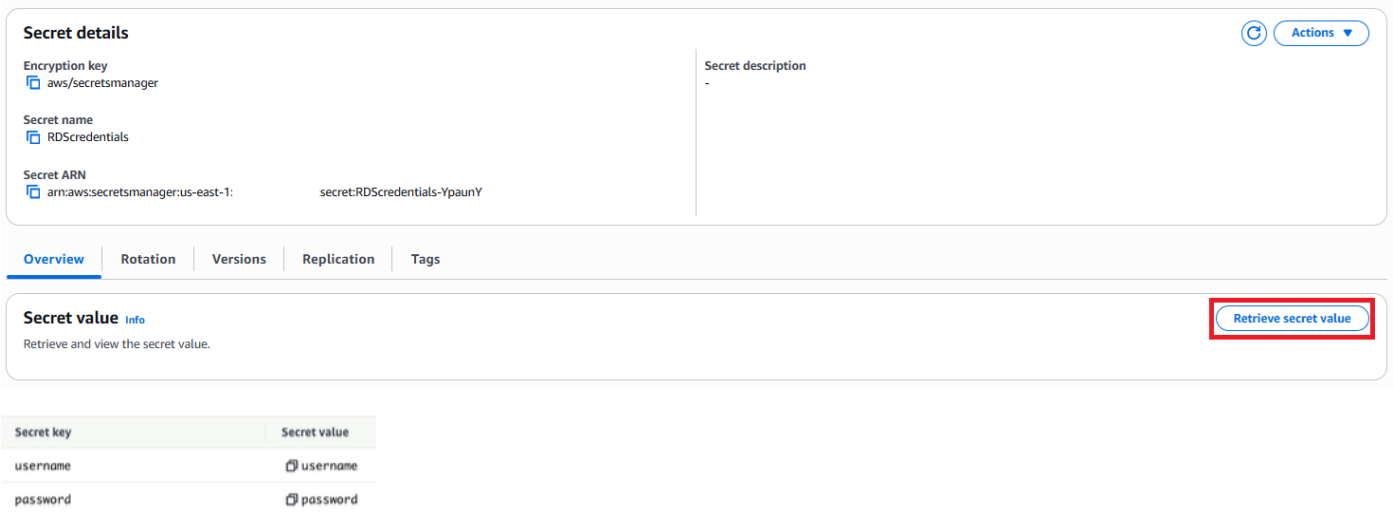 Secret details
Actions
Encryption key
aws/secretsmanager
Secret name
RDScredentials
Secret ARN
arn:aws:secretsmanager:us-east-1: secret:RDScredentials-YpaunY
Secret description
-
Overview Rotation Versions Replication Tags
Secret value Info
Retrieve secret value
Retrieve and view the secret value.
Secret key Secret value
username username
password password